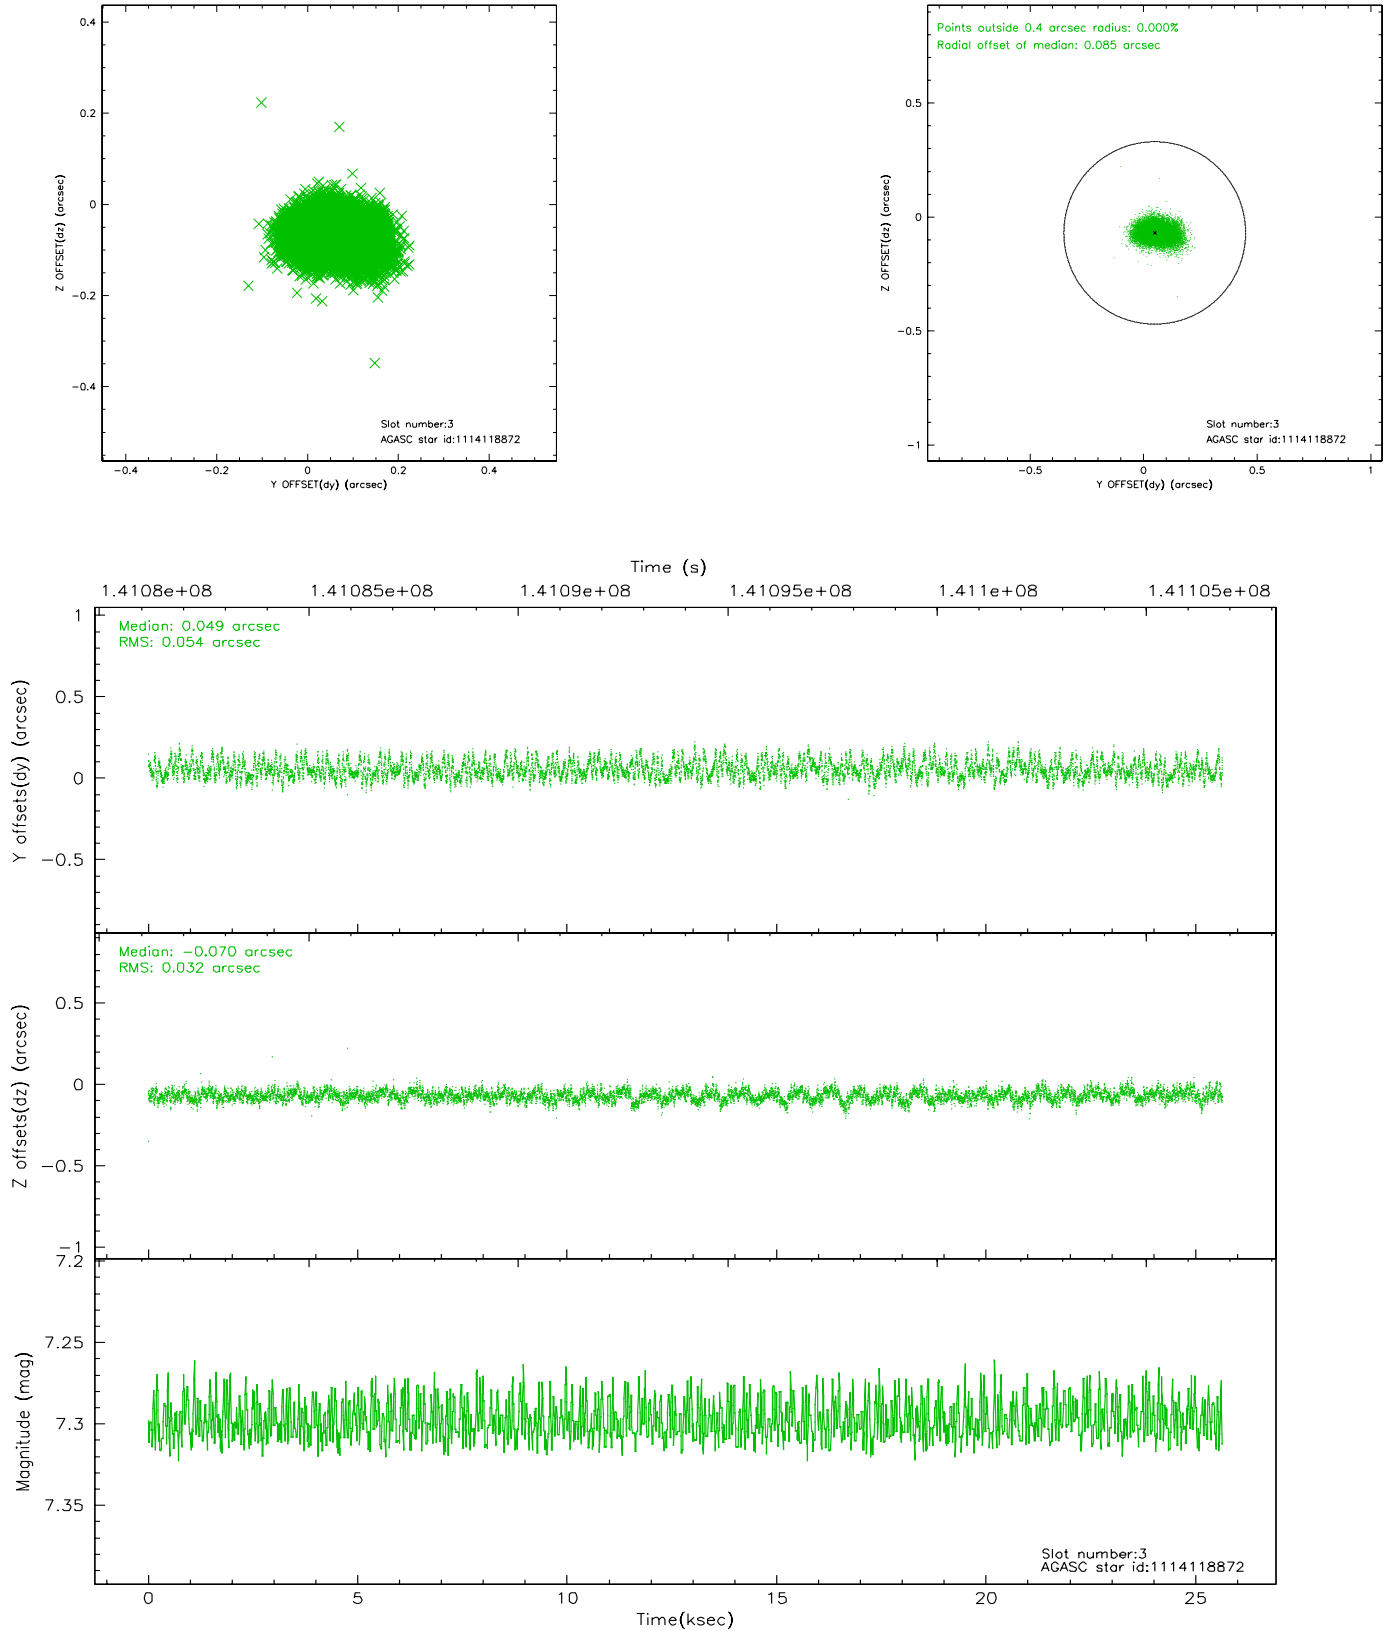 0.4
0.2
0
-0.2
-0.4
Z OFFSET(dz) (arcsec)
Slot number:3
AGASC star id:1114118872
-0.4 -0.2 0 0.2 0.4
Y OFFSET(dy) (arcsec)
Points outside 0.4 arcsec radius: 0.000%
Radial offset of median: 0.085 arcsec
0.5
0
-0.5
-1
Z OFFSET(dz) (arcsec)
Slot number:3
AGASC star id:1114118872
-0.5 0 0.5 1
Y OFFSET(dy) (arcsec)
Time (s)
1.4108e+08 1.41085e+08 1.4109e+08 1.41095e+08 1.411e+08 1.41105e+08
Median: 0.049 arcsec
RMS: 0.054 arcsec
1
0.5
0
-0.5
Y offsets(dy) (arcsec)
Median: -0.070 arcsec
RMS: 0.032 arcsec
0.5
0
-0.5
-1
Z offsets(dz) (arcsec)
7.2
7.25
7.3
7.35
Magnitude (mag)
Slot number:3
AGASC star id:1114118872
0 5 10 15 20 25
Time(ksec)